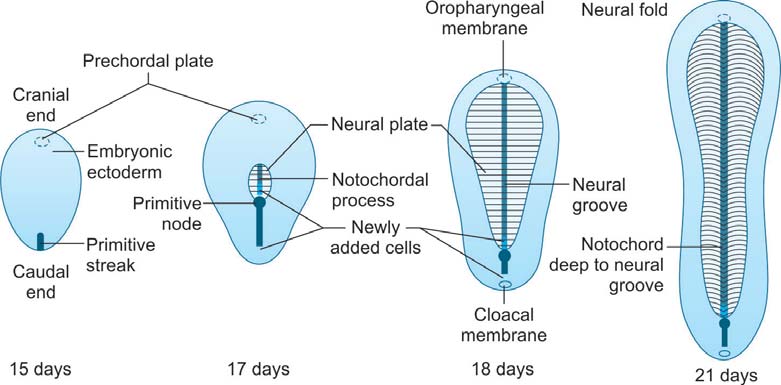 Prechordal plate
Cranial
end
Embryonic
ectoderm
Primitive
streak
Caudal
end
15 days
Neural plate
Notochordal
process
Primitive
node
Newly
added cells
17 days
Oropharyngeal
membrane
Neural
groove
Cloacal
membrane
18 days
Neural fold
Notochord
deep to neural
groove
21 days